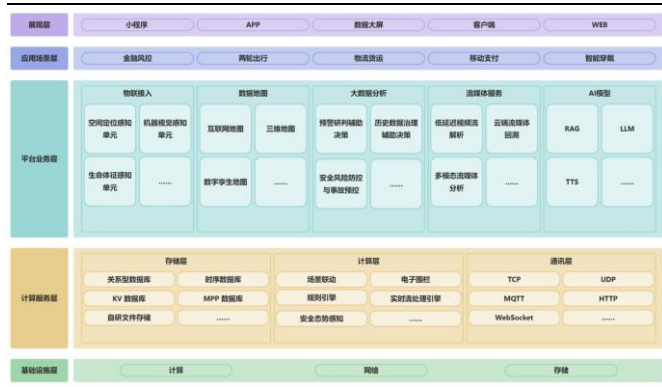 展现层
小程序
APP
数据大屏
客户端
WEB
应用场景层
金融风控
两轮出行
物流货运
移动支付
智能穿戴
平台业务层
物联接入
空间定位感知
单元
机器视觉感知
单元
生命体征感知
单元
......
数据地图
互联网地图
三维地图
数字孪生地图
......
大数据分析
预警研判辅助
决策
历史数据治理
辅助决策
安全风险防控
与事故预控
......
流媒体服务
低延迟视频流
解析
云端流媒体
回溯
多模态流媒体
分析
......
AI模型
RAG
LLM
TTS
......
计算服务层
存储层
关系型数据库
时序数据库
KV 数据库
MPP 数据库
自研文件存储
......
计算层
场景联动
电子围栏
规则引擎
实时流处理引擎
安全态势感知
......
通讯层
TCP
UDP
MQTT
HTTP
WebSocket
......
基础设施层
计算
网络
存储